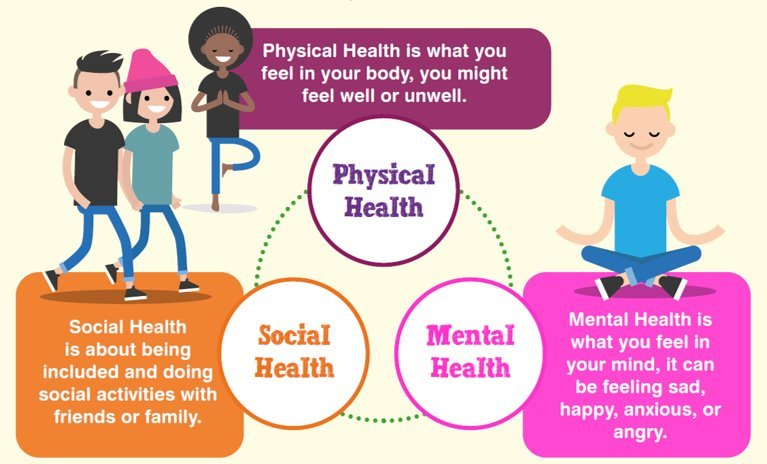 Physical Health is what you
feel in your body, you might
feel well or unwell.
Physical
Health
Social
Health
Mental
Health
Social Health
is about being
included and doing
social activities with
friends or family.
Mental Health is
what you feel in
your mind, it can
be feeling sad,
happy, anxious, or
angry.